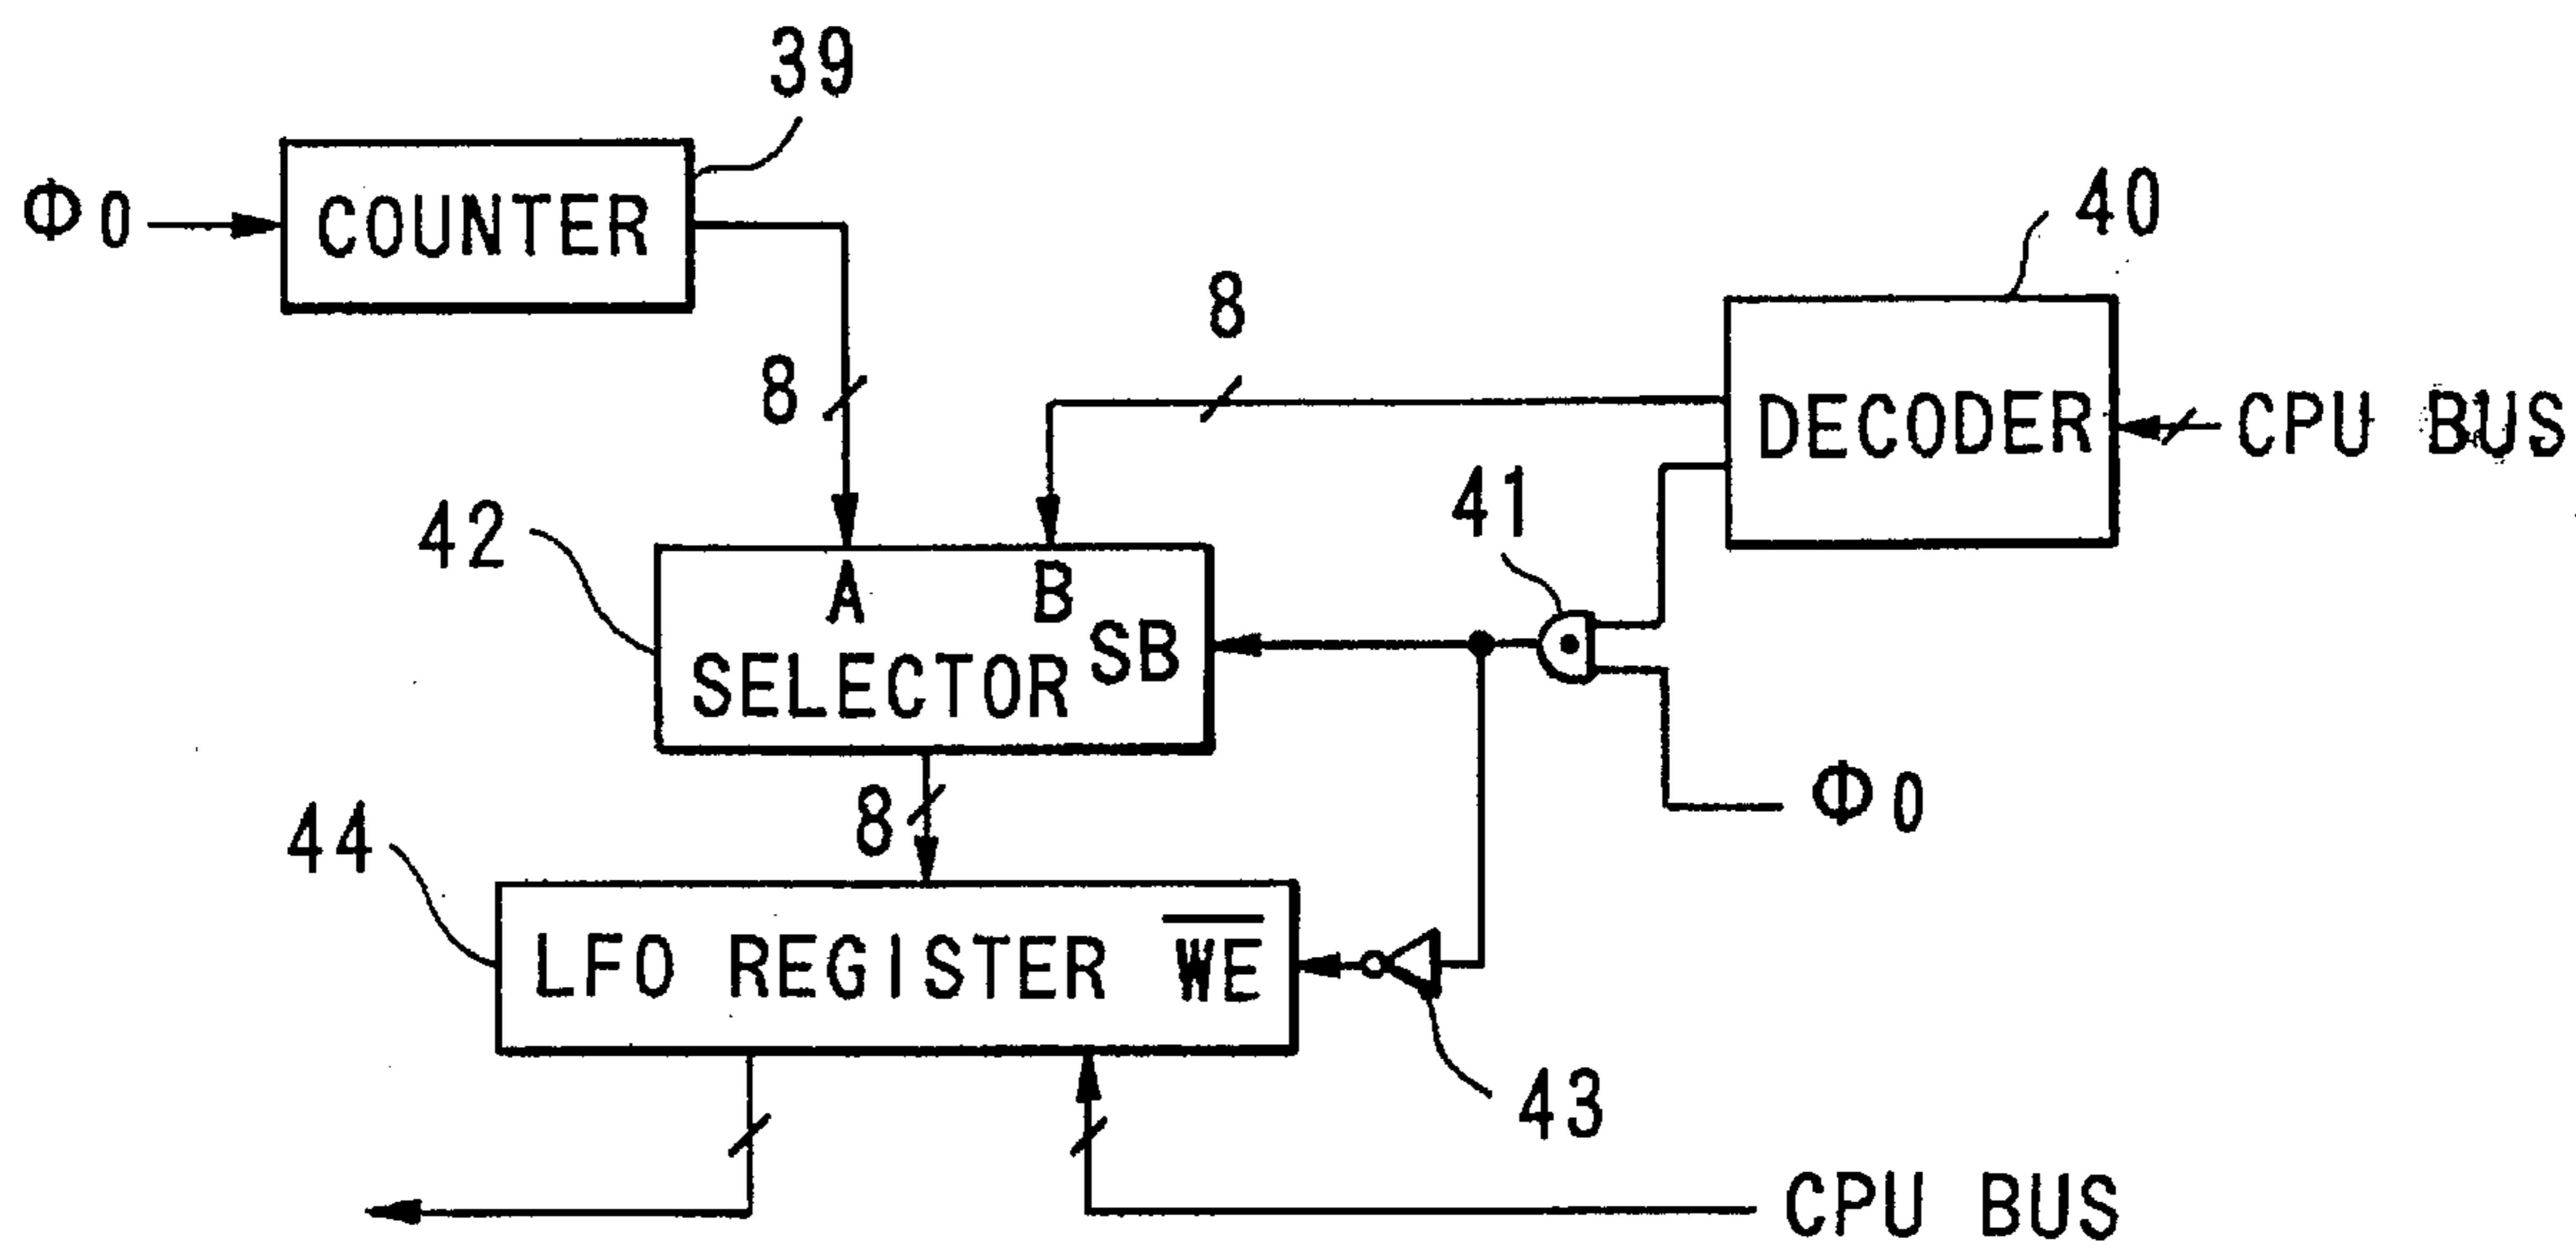 39
Φ0
COUNTER
40
8
8
DECODER
CPU BUS
41
42
A
B
SB
SELECTOR
Φ0
8
44
LFO REGISTER W̅E̅
43
CPU BUS